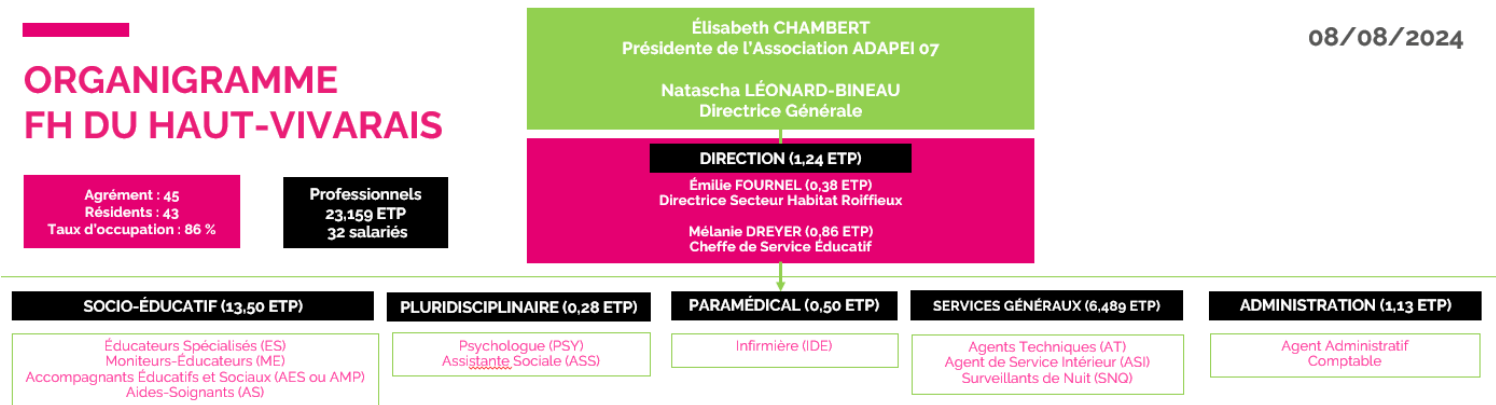 ORGANIGRAMME
FH DU HAUT-VIVARAIS
Agrément : 45
Résidents : 43
Taux d'occupation : 86 %
Professionnels
23,159 ETP
32 salariés
Élisabeth CHAMBERT
Présidente de l'Association ADAPEI 07
Natascha LÉONARD-BINEAU
Directrice Générale
08/08/2024
DIRECTION (1,24 ETP)
Émilie FOURNEL (0,38 ETP)
Directrice Secteur Habitat Roiffieux
Mélanie DREYER (0,86 ETP)
Cheffe de Service Éducatif
SOCIO-ÉDUCATIF (13,50 ETP)
Éducateurs Spécialisés (ES)
Moniteurs-Éducateurs (ME)
Accompagnants Éducatifs et Sociaux (AES ou AMP)
Aides-Soignants (AS)
PLURIDISCIPLINAIRE (0,28 ETP)
Psychologue (PSY)
Assistante Sociale (ASS)
PARAMÉDICAL (0,50 ETP)
Infirmière (IDE)
SERVICES GÉNÉRAUX (6,489 ETP)
Agents Techniques (AT)
Agent de Service Intérieur (ASI)
Surveillants de Nuit (SNQ)
ADMINISTRATION (1,13 ETP)
Agent Administratif
Comptable